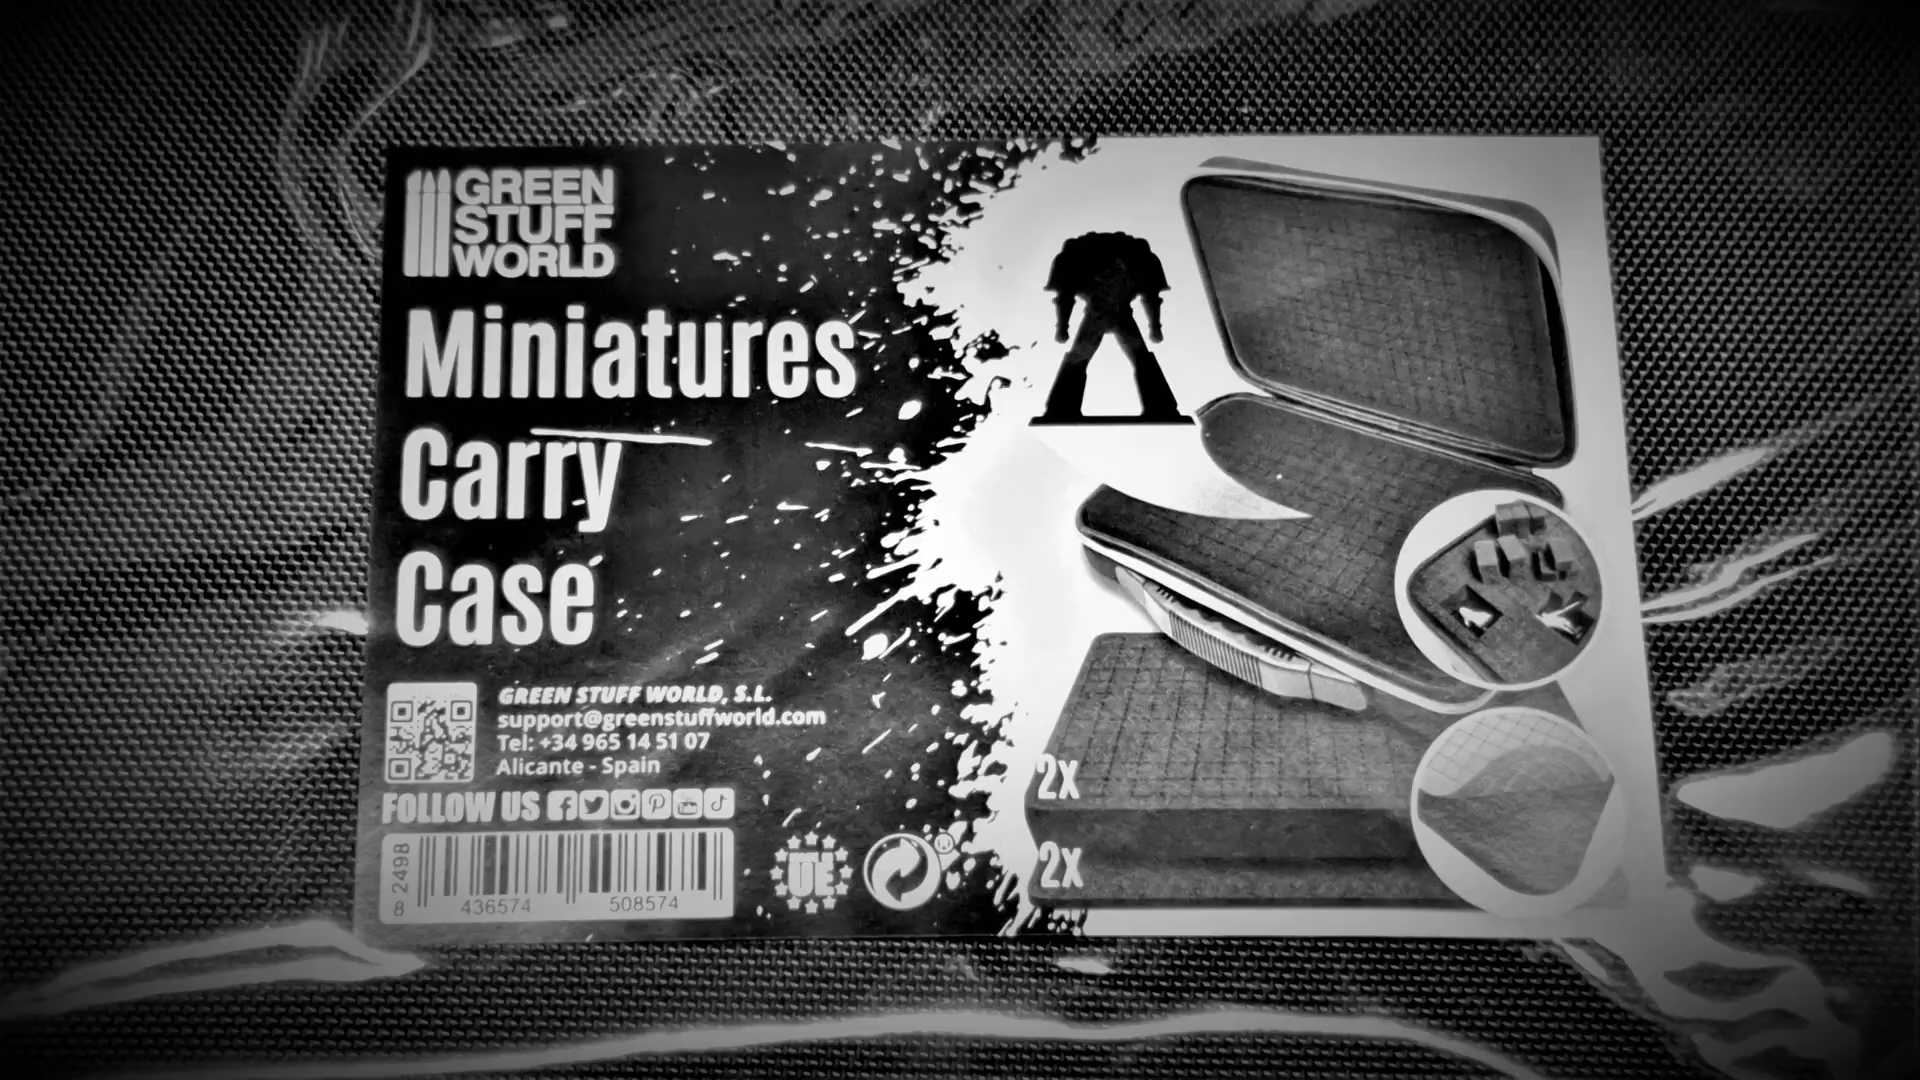 GREEN
STUFF
WORLD
Miniatures
Carry
Case
GREEN STUFF WORLD, S.L.
support@greenstuffworld.com
Tel: +34 965 14 51 07
Alicante - Spain
FOLLOW US
82498
8 436574 508574
UE
2x
2x